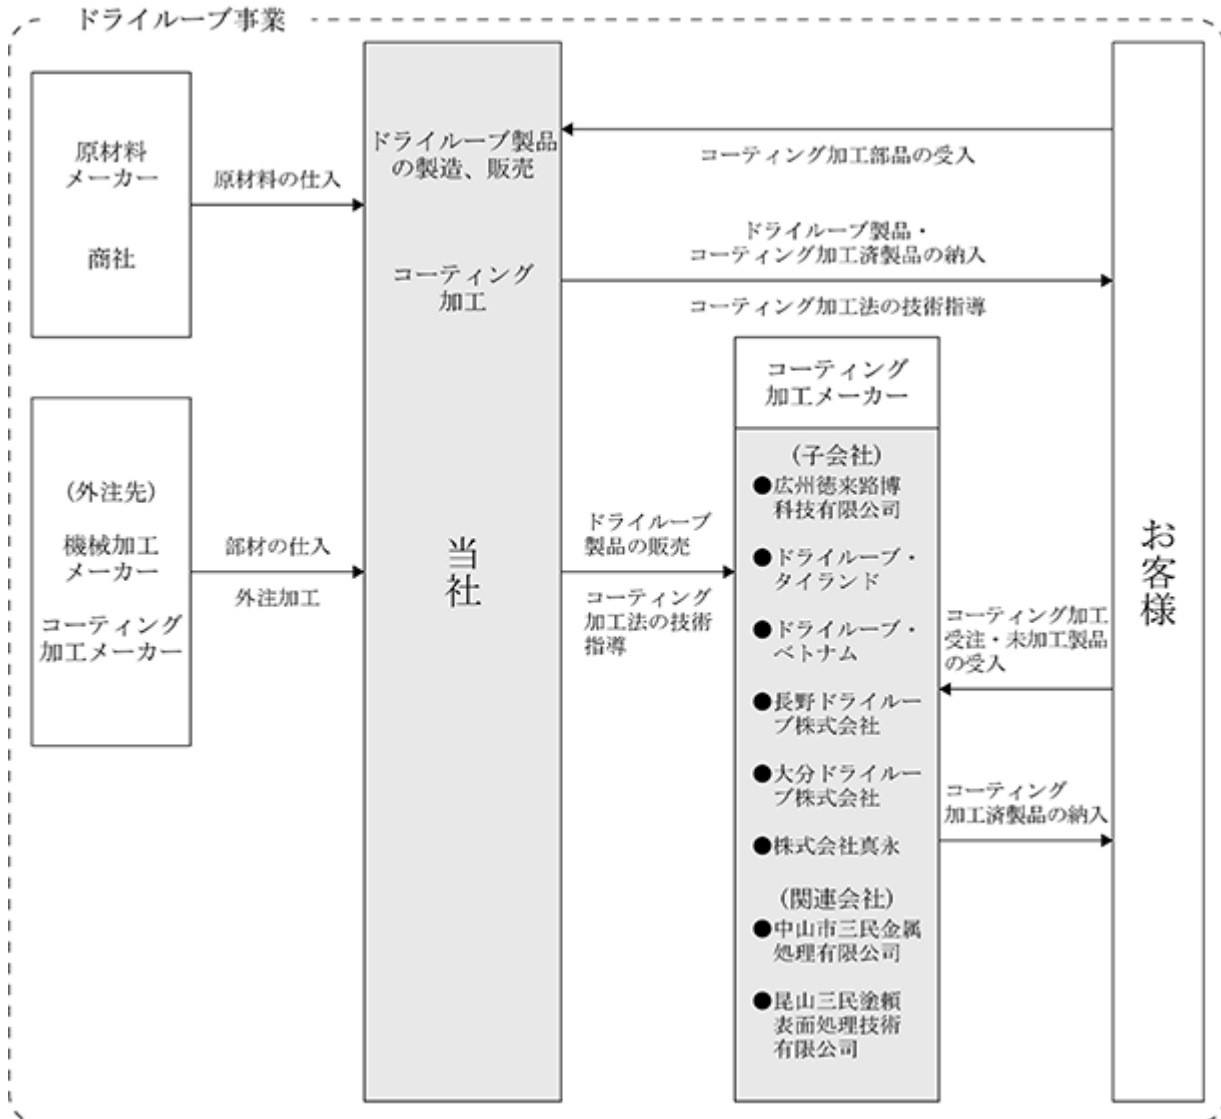 ドライルーブ事業
原材料
メーカー
商社
原材料の仕入
(外注先)
機械加工
メーカー
コーティング
加工メーカー
部材の仕入
外注加工
ドライルーブ製品
の製造、販売
コーティング
加工
当社
コーティング加工部品の受入
ドライルーブ製品・
コーティング加工済製品の納入
コーティング加工法の技術指導
ドライルーブ
製品の販売
コーティング
加工法の技術
指導
コーティング
加工メーカー
(子会社)
●広州徳来路博
科技有限公司
●ドライルーブ・
タイランド
●ドライルーブ・
ベトナム
●長野ドライルー
ブ株式会社
●大分ドライルー
ブ株式会社
●株式会社真永
(関連会社)
●中山市三民金属
処理有限公司
●昆山三民塗頼
表面処理技術
有限公司
コーティング加工
受注・未加工製品
の受入
コーティング
加工済製品の納入
お客様